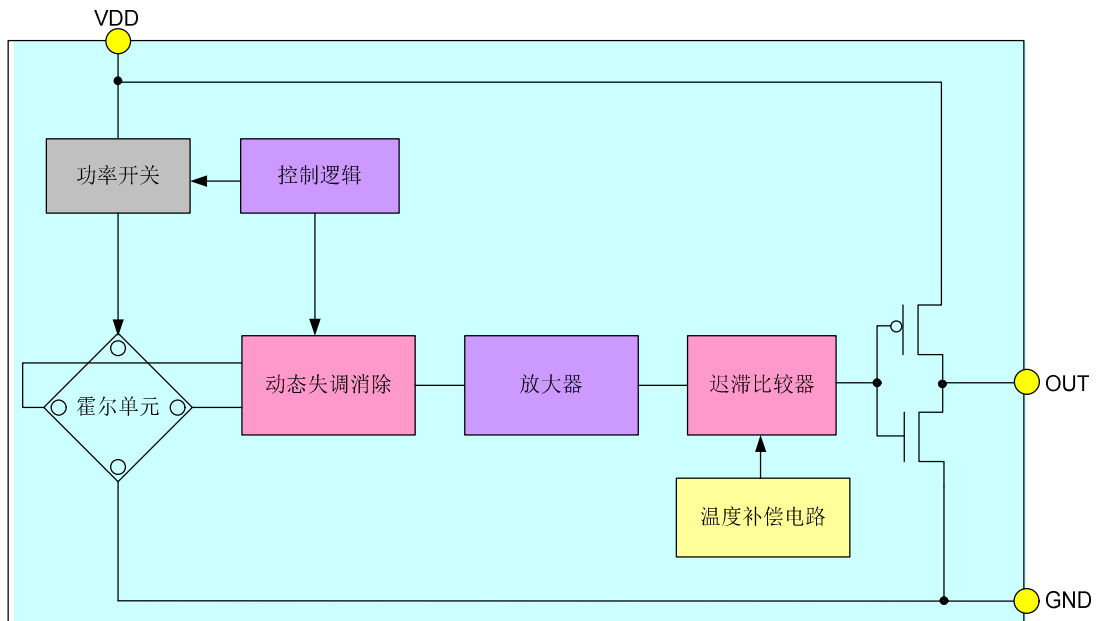 VDD
功率开关
控制逻辑
霍尔单元
动态失调消除
放大器
迟滞比较器
OUT
温度补偿电路
GND